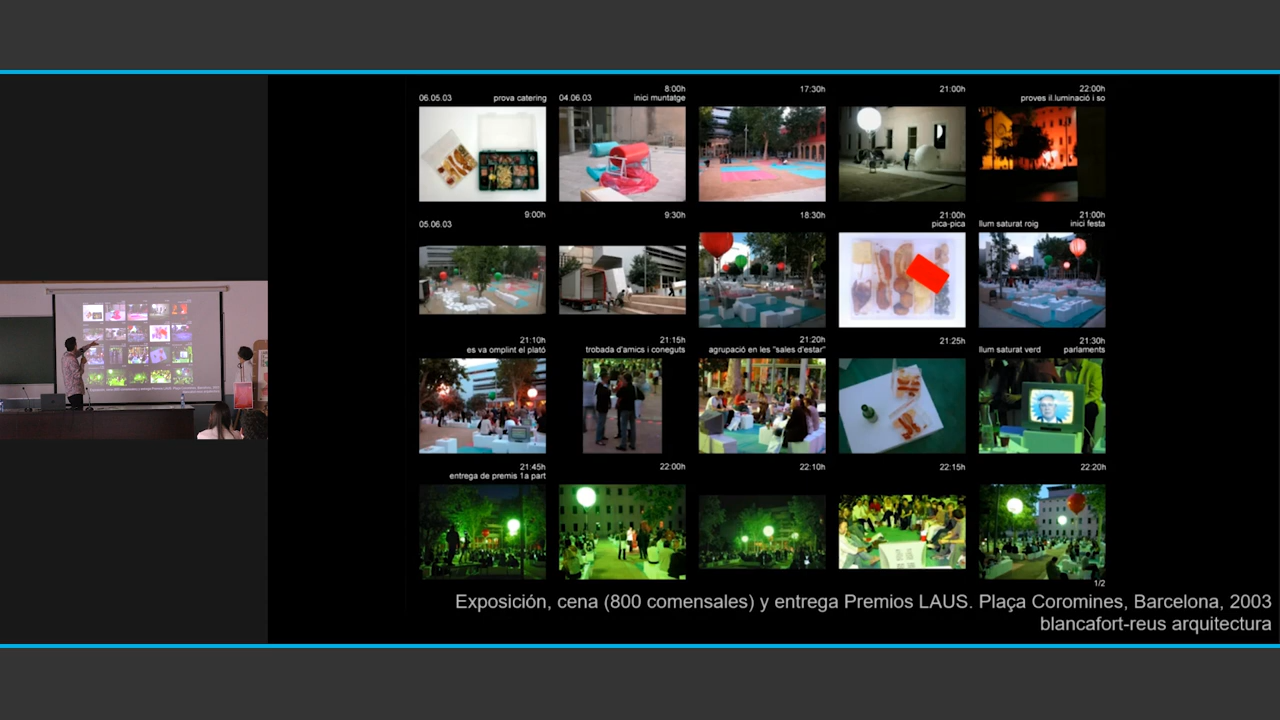 06.05.03 prova catering
04.06.03 8:00h inici muntatge
17:30h
21:00h
22:00h proves il·luminació i so
05.06.03 9:00h
9:30h
18:30h
21:00h pica-pica
llum saturat roig 21:00h inici festa
21:10h es va omplint el plató
21:15h trobada d'amics i coneguts
21:20h agrupació en les "sales d'estar"
21:25h
llum saturat verd 21:30h parlaments
21:45h entrega de premis 1a part
22:00h
22:10h
22:15h
22:20h
1/2
Exposición, cena (800 comensales) y entrega Premios LAUS. Plaça Coromines, Barcelona, 2003
blancafort-reus arquitectura